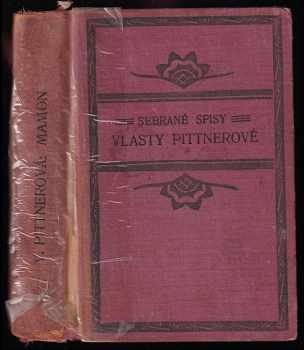 V. PITTNEROVÁ: MAMON
SEBRANÉ SPISY
VLASTY PITTNEROVÉ